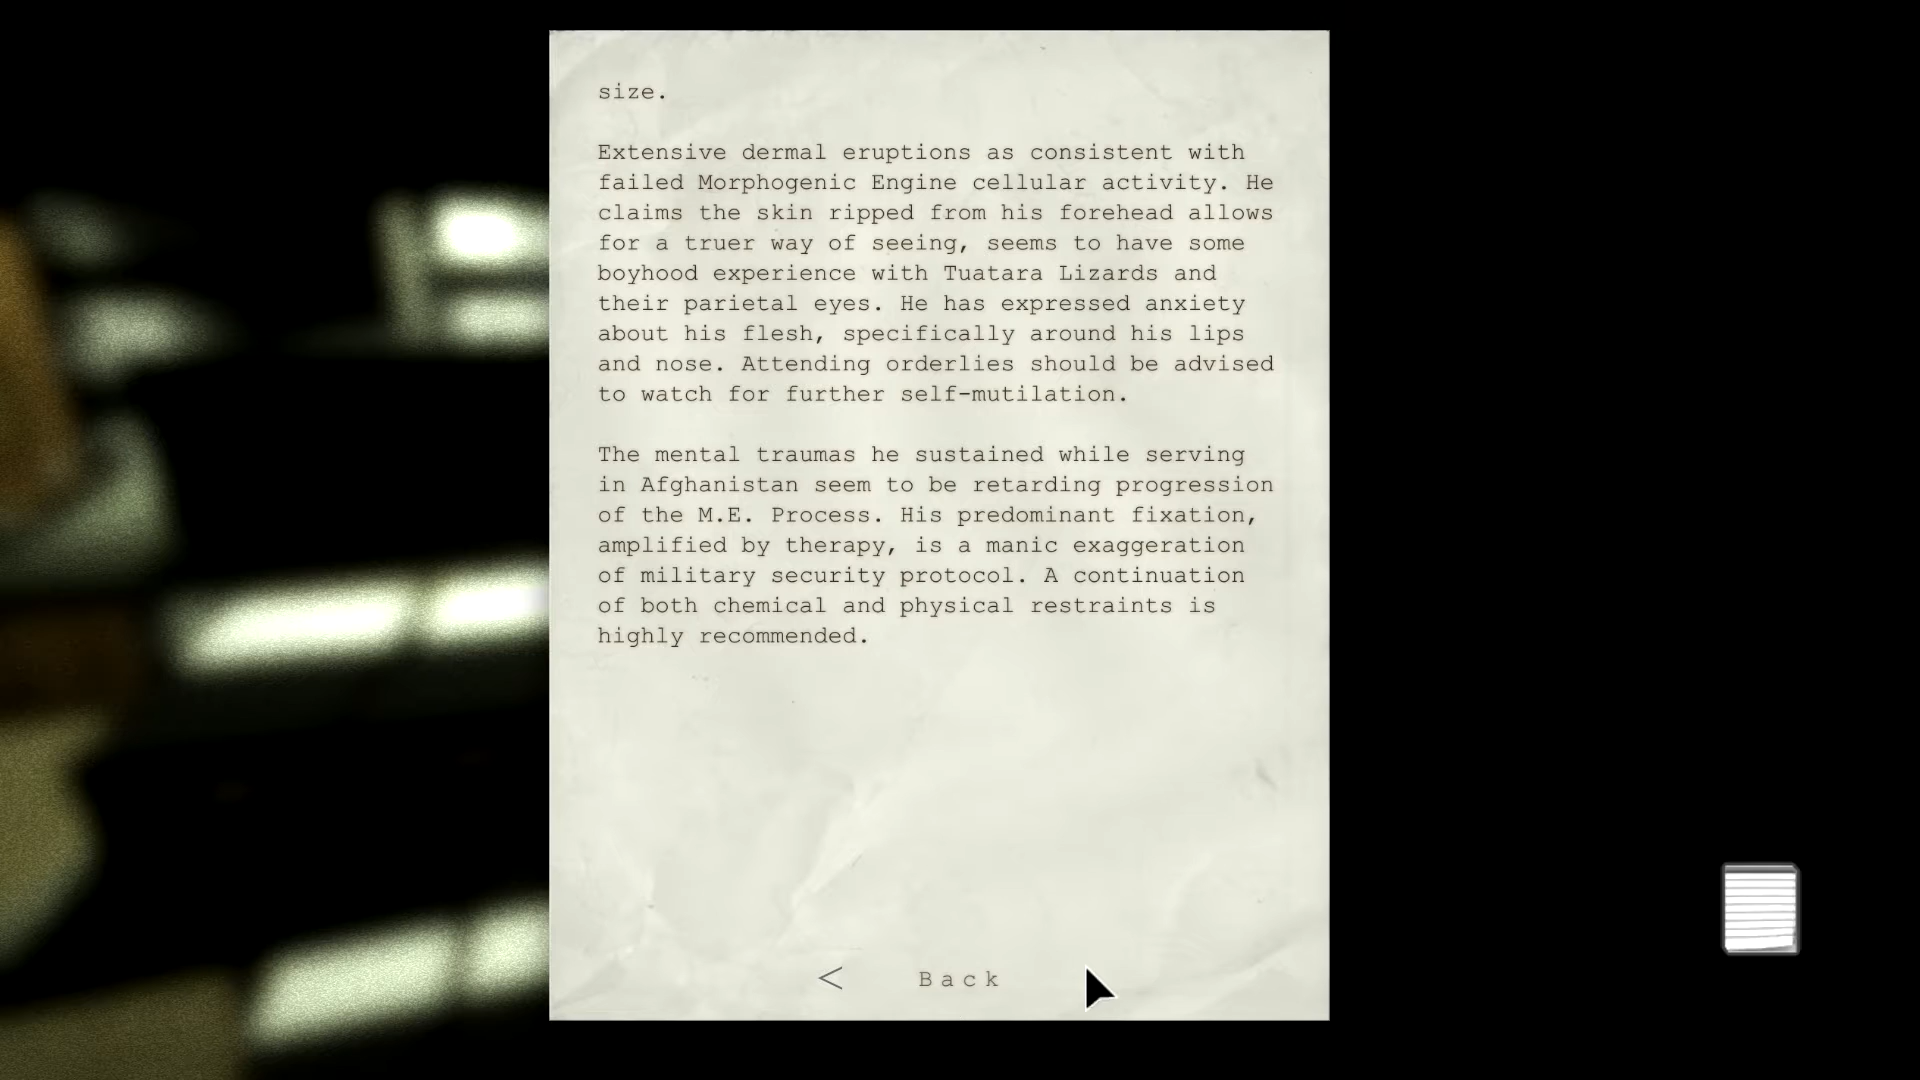 size.
Extensive dermal eruptions as consistent with
failed Morphogenic Engine cellular activity. He
claims the skin ripped from his forehead allows
for a truer way of seeing, seems to have some
boyhood experience with Tuatara Lizards and
their parietal eyes. He has expressed anxiety
about his flesh, specifically around his lips
and nose. Attending orderlies should be advised
to watch for further self-mutilation.
The mental traumas he sustained while serving
in Afghanistan seem to be retarding progression
of the M.E. Process. His predominant fixation,
amplified by therapy, is a manic exaggeration
of military security protocol. A continuation
of both chemical and physical restraints is
highly recommended.
< Back